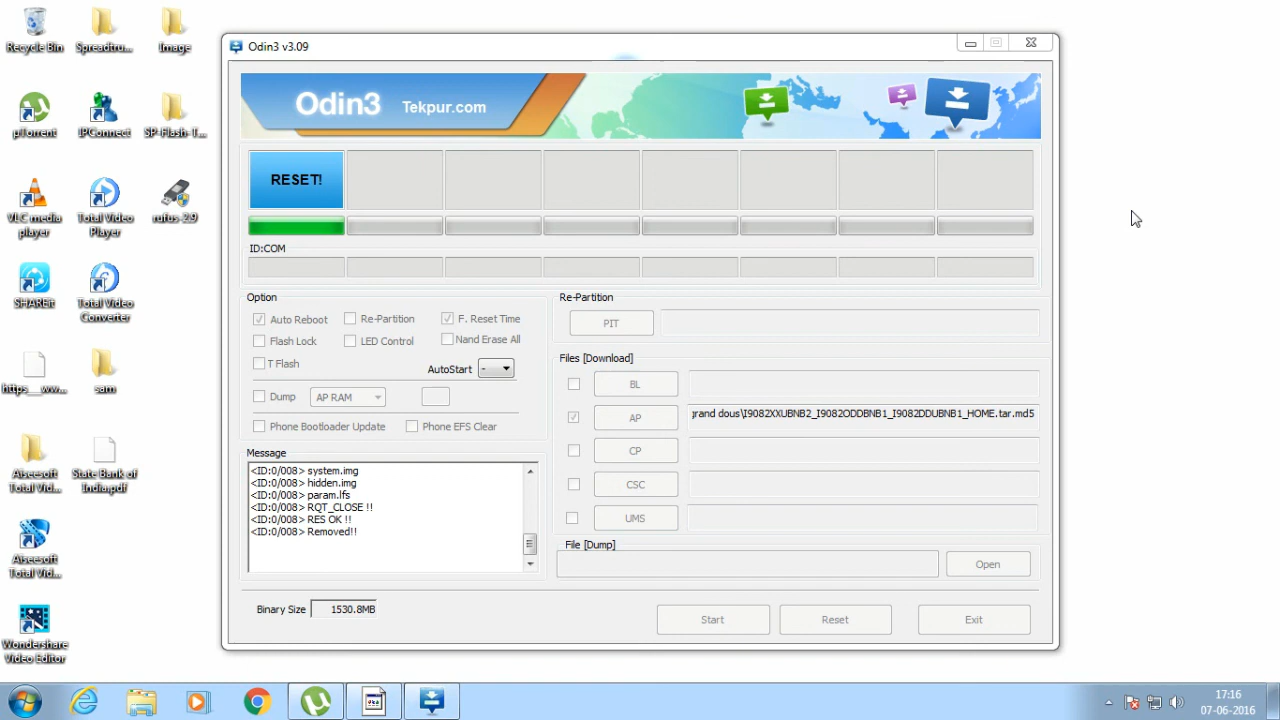 Recycle Bin
Spreadtru...
Image
µTorrent
IPConnect
SP-Flash-T...
VLC media
player
Total Video
Player
rufus-2.9
SHAREit
Total Video
Converter
https___ww...
sam
Aiseesoft
Total Vid...
State Bank of
India.pdf
Aiseesoft
Total Vid...
Wondershare
Video Editor
Odin3 v3.09
Odin3 Tekpur.com
RESET!
ID:COM
Option
Auto Reboot
Re-Partition
F. Reset Time
Flash Lock
LED Control
Nand Erase All
T Flash
AutoStart
-
Dump
AP RAM
Phone Bootloader Update
Phone EFS Clear
Message
<ID:0/008> system.img
<ID:0/008> hidden.img
<ID:0/008> param.lfs
<ID:0/008> RQT_CLOSE !!
<ID:0/008> RES OK !!
<ID:0/008> Removed!!
Re-Partition
PIT
Files [Download]
BL
AP
grand dous\I9082XXUBNB2_I9082ODDBNB1_I9082DDUBNB1_HOME.tar.md5
CP
CSC
UMS
File [Dump]
Open
Binary Size
1530.8MB
Start
Reset
Exit
17:16
07-06-2016